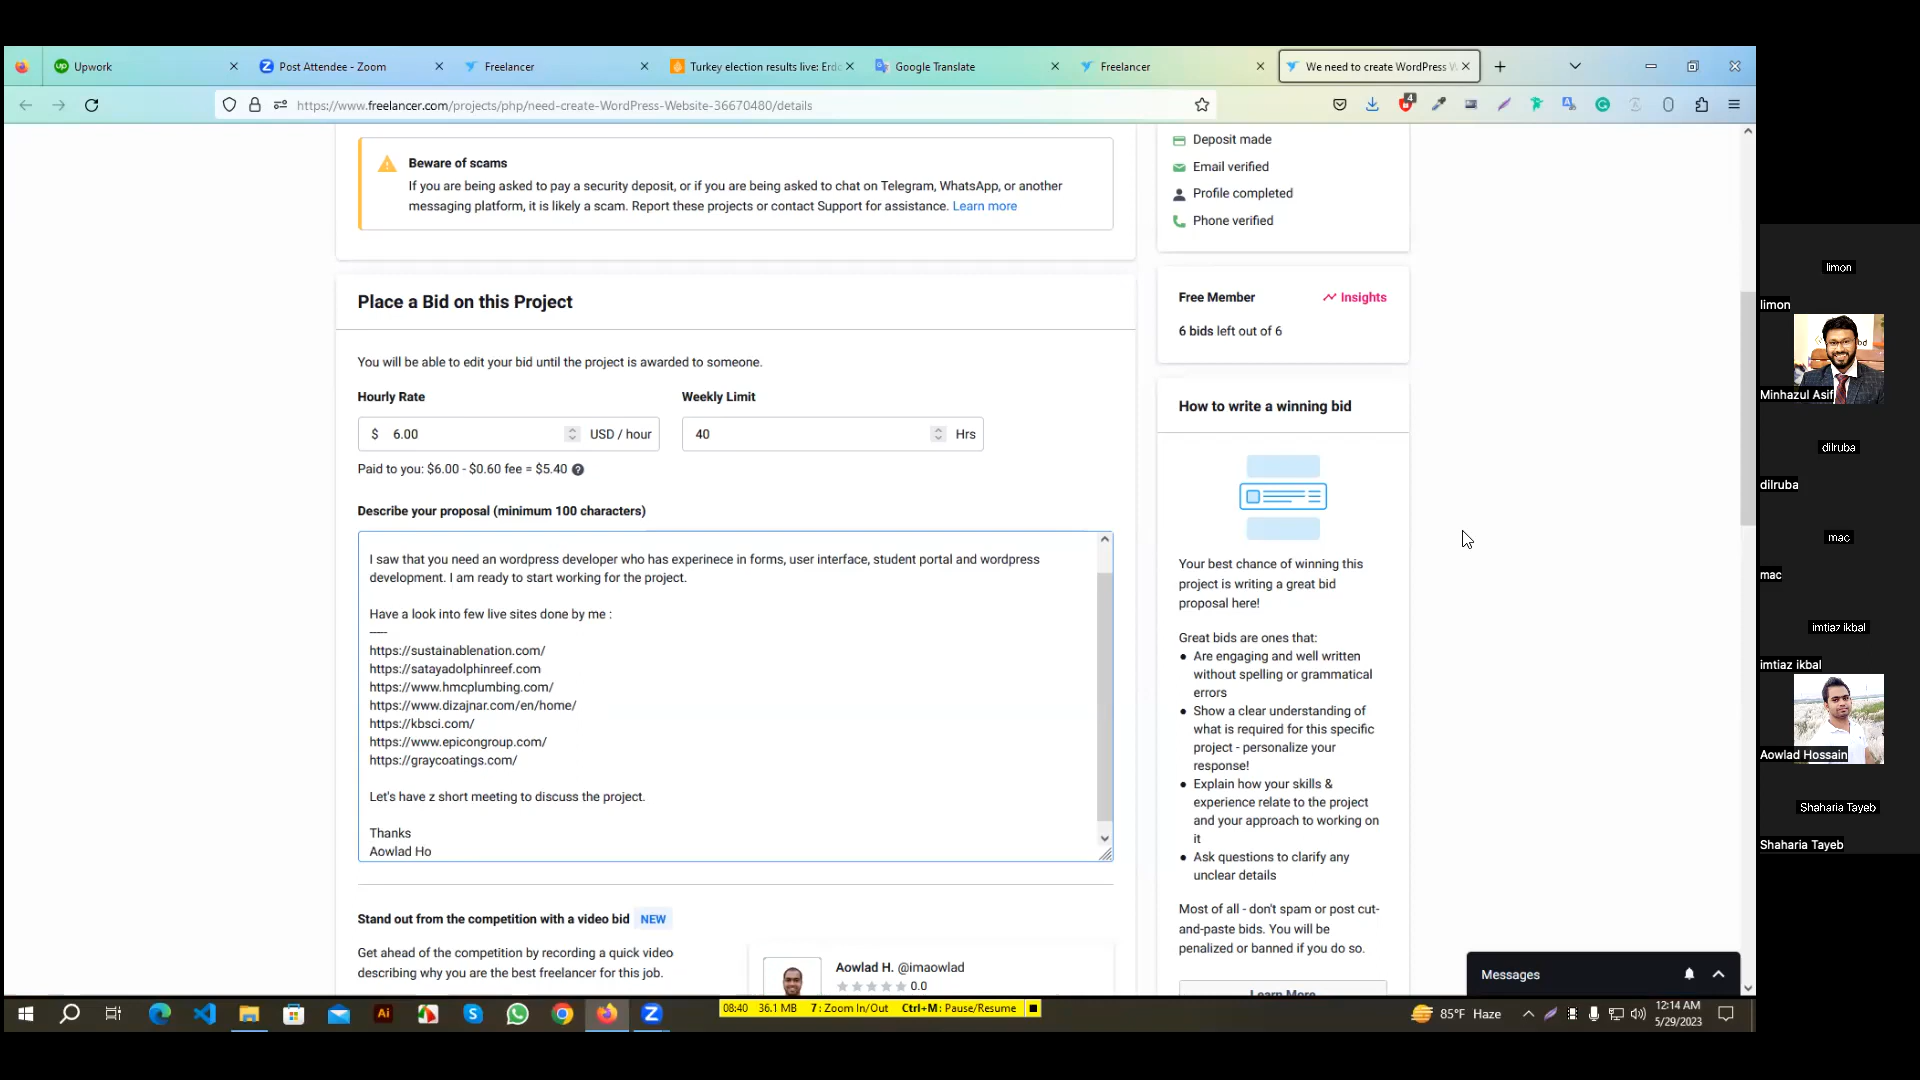 Upwork
Post Attendee - Zoom
Freelancer
Turkey election results live: Erdo
Google Translate
Freelancer
We need to create WordPress W
https://www.freelancer.com/projects/php/need-create-WordPress-Website-36670480/details
4
Beware of scams
If you are being asked to pay a security deposit, or if you are being asked to chat on Telegram, WhatsApp, or another
messaging platform, it is likely a scam. Report these projects or contact Support for assistance. Learn more
Place a Bid on this Project
You will be able to edit your bid until the project is awarded to someone.
Hourly Rate
Weekly Limit
$ 6.00 USD / hour
40 Hrs
Paid to you: $6.00 - $0.60 fee = $5.40
Describe your proposal (minimum 100 characters)
I saw that you need an wordpress developer who has experinece in forms, user interface, student portal and wordpress
development. I am ready to start working for the project.
Have a look into few live sites done by me :
----
https://sustainablenation.com/
https://satayadolphinreef.com
https://www.hmcplumbing.com/
https://www.dizajnar.com/en/home/
https://kbsci.com/
https://www.epicongroup.com/
https://graycoatings.com/
Let's have z short meeting to discuss the project.
Thanks
Aowlad Ho
Stand out from the competition with a video bid NEW
Get ahead of the competition by recording a quick video
describing why you are the best freelancer for this job.
Aowlad H. @imaowlad
0.0
Deposit made
Email verified
Profile completed
Phone verified
Free Member
Insights
6 bids left out of 6
How to write a winning bid
Your best chance of winning this
project is writing a great bid
proposal here!
Great bids are ones that:
● Are engaging and well written
without spelling or grammatical
errors
● Show a clear understanding of
what is required for this specific
project - personalize your
response!
● Explain how your skills &
experience relate to the project
and your approach to working on
it
● Ask questions to clarify any
unclear details
Most of all - don't spam or post cut-
and-paste bids. You will be
penalized or banned if you do so.
Learn More
Messages
limon
limon
bd
Minhazul Asif
dilruba
dilruba
mac
mac
imtiaz ikbal
imtiaz ikbal
Aowlad Hossain
Shaharia Tayeb
Shaharia Tayeb
Ai
08:40 36.1 MB 7 : Zoom In/Out Ctrl+M : Pause/Resume
85°F Haze
12:14 AM
5/29/2023